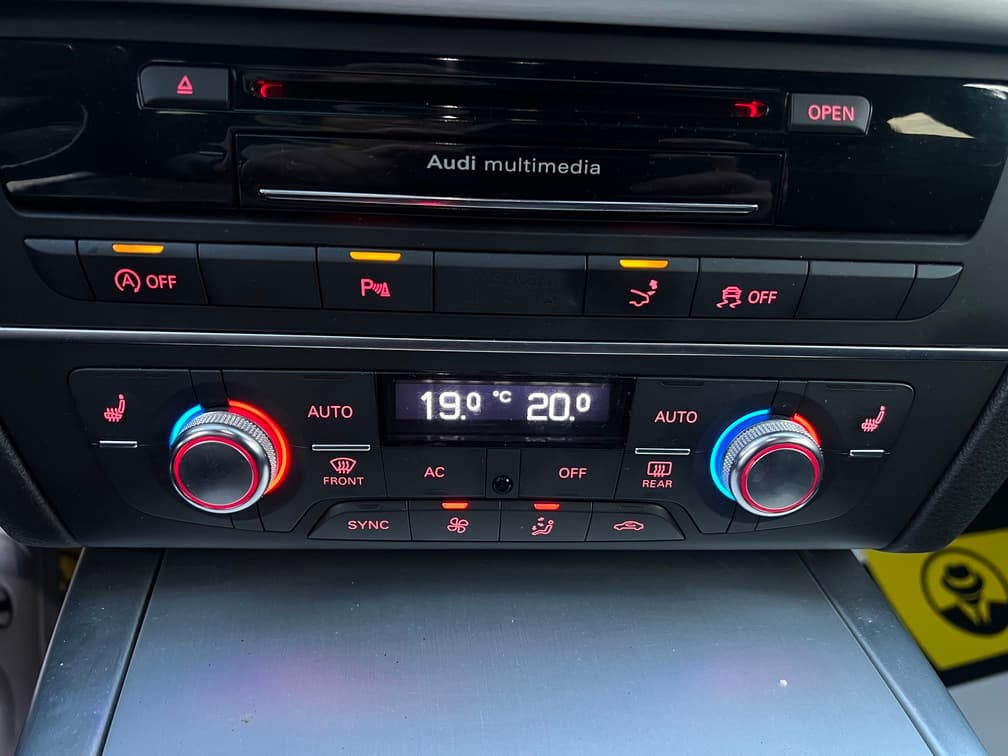 OPEN
Audi multimedia
A OFF
P
OFF
AUTO
19.0 °C 20.0
AUTO
FRONT
AC
OFF
REAR
SYNC